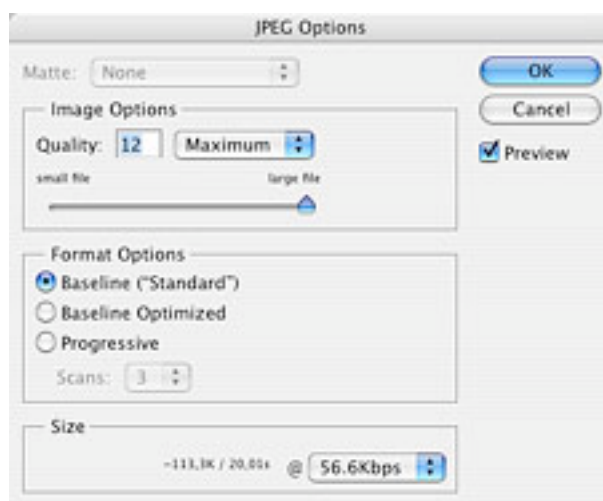 JPEG Options
Matte: None
OK
Image Options
Cancel
Quality: 12 Maximum
Preview
small file large file
Format Options
Baseline ("Standard")
Baseline Optimized
Progressive
Scans: 3
Size
~113,3K / 20,01s @ 56.6Kbps